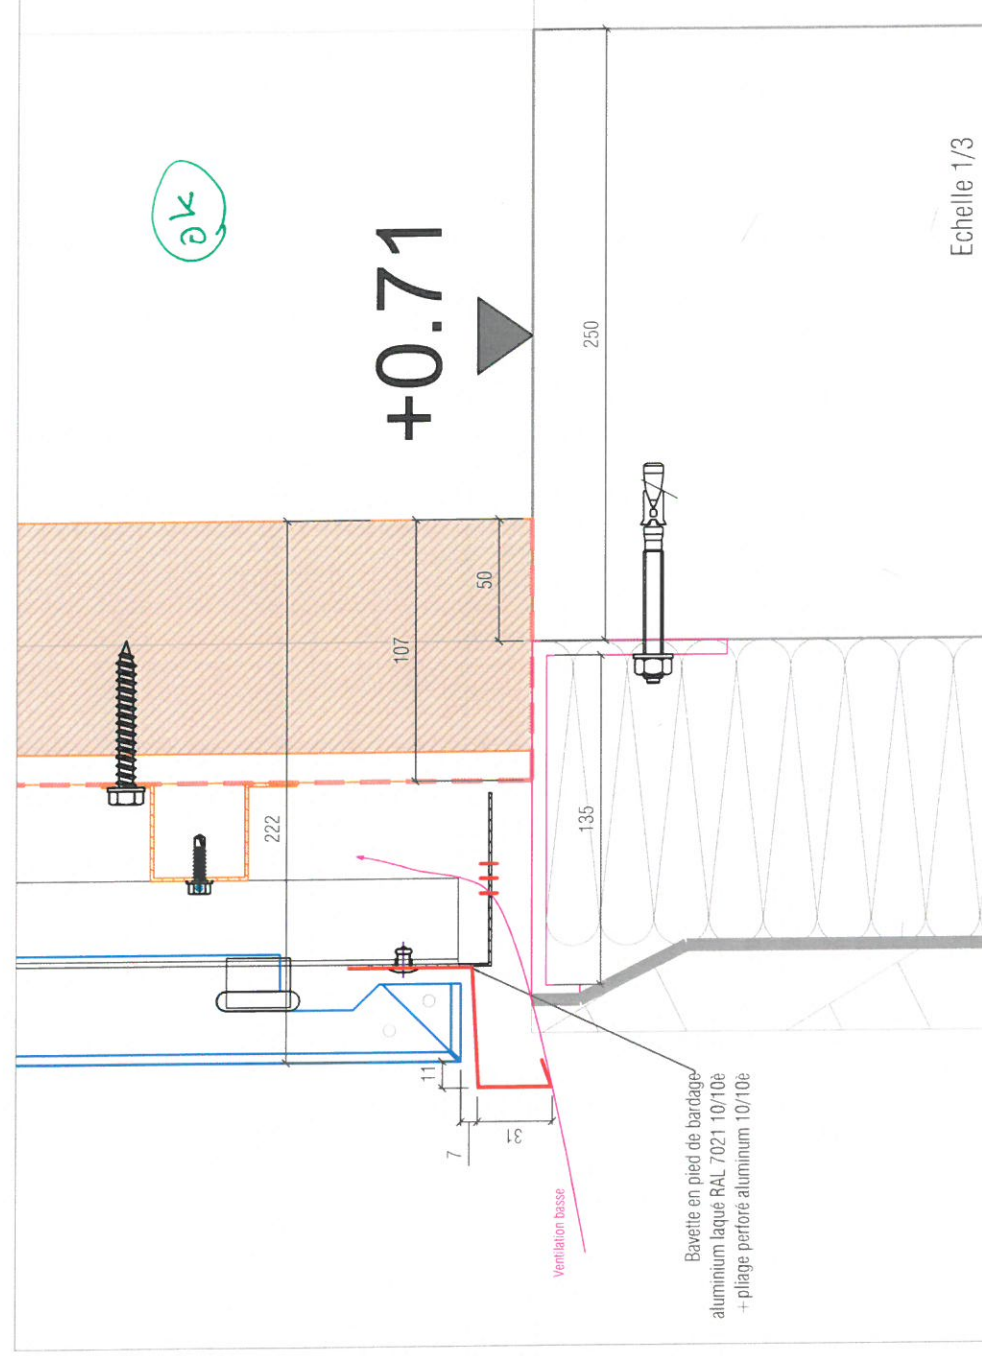 OK
222
+0.71
107
11
7
50
31
Ventilation basse
135
250
Bavette en pied de bardage
aluminium laqué RAL 7021 10/10è
+ pliage perforé aluminum 10/10è
Echelle 1/3